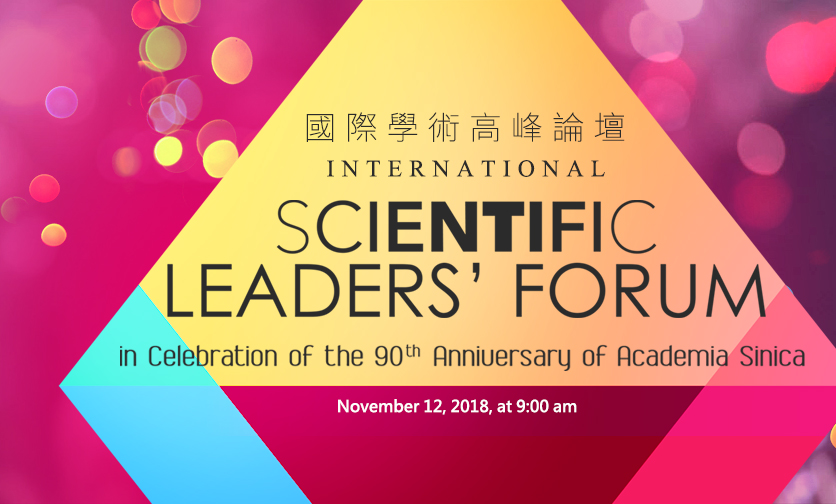 國際學術高峰論壇
INTERNATIONAL
SCIENTIFIC
LEADERS' FORUM
in Celebration of the 90th Anniversary of Academia Sinica
November 12, 2018, at 9:00 am